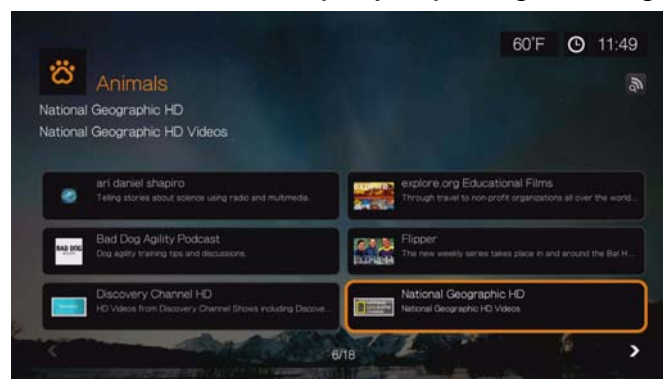 60°F 11:49
Animals
National Geographic HD
National Geographic HD Videos
ari daniel shapiro
Telling stories about science using radio and multimedia.
explore.org Educational Films
Through travel to non-profit organizations all over the world...
BAD DOG
Bad Dog Agility Podcast
Dog agility training tips and discussions.
FLIPPER
Flipper
The new weekly series takes place in and around the Bal H...
Discovery Channel HD
HD Videos from Discovery Channel Shows including Discove...
National Geographic HD
National Geographic HD Videos
6/18